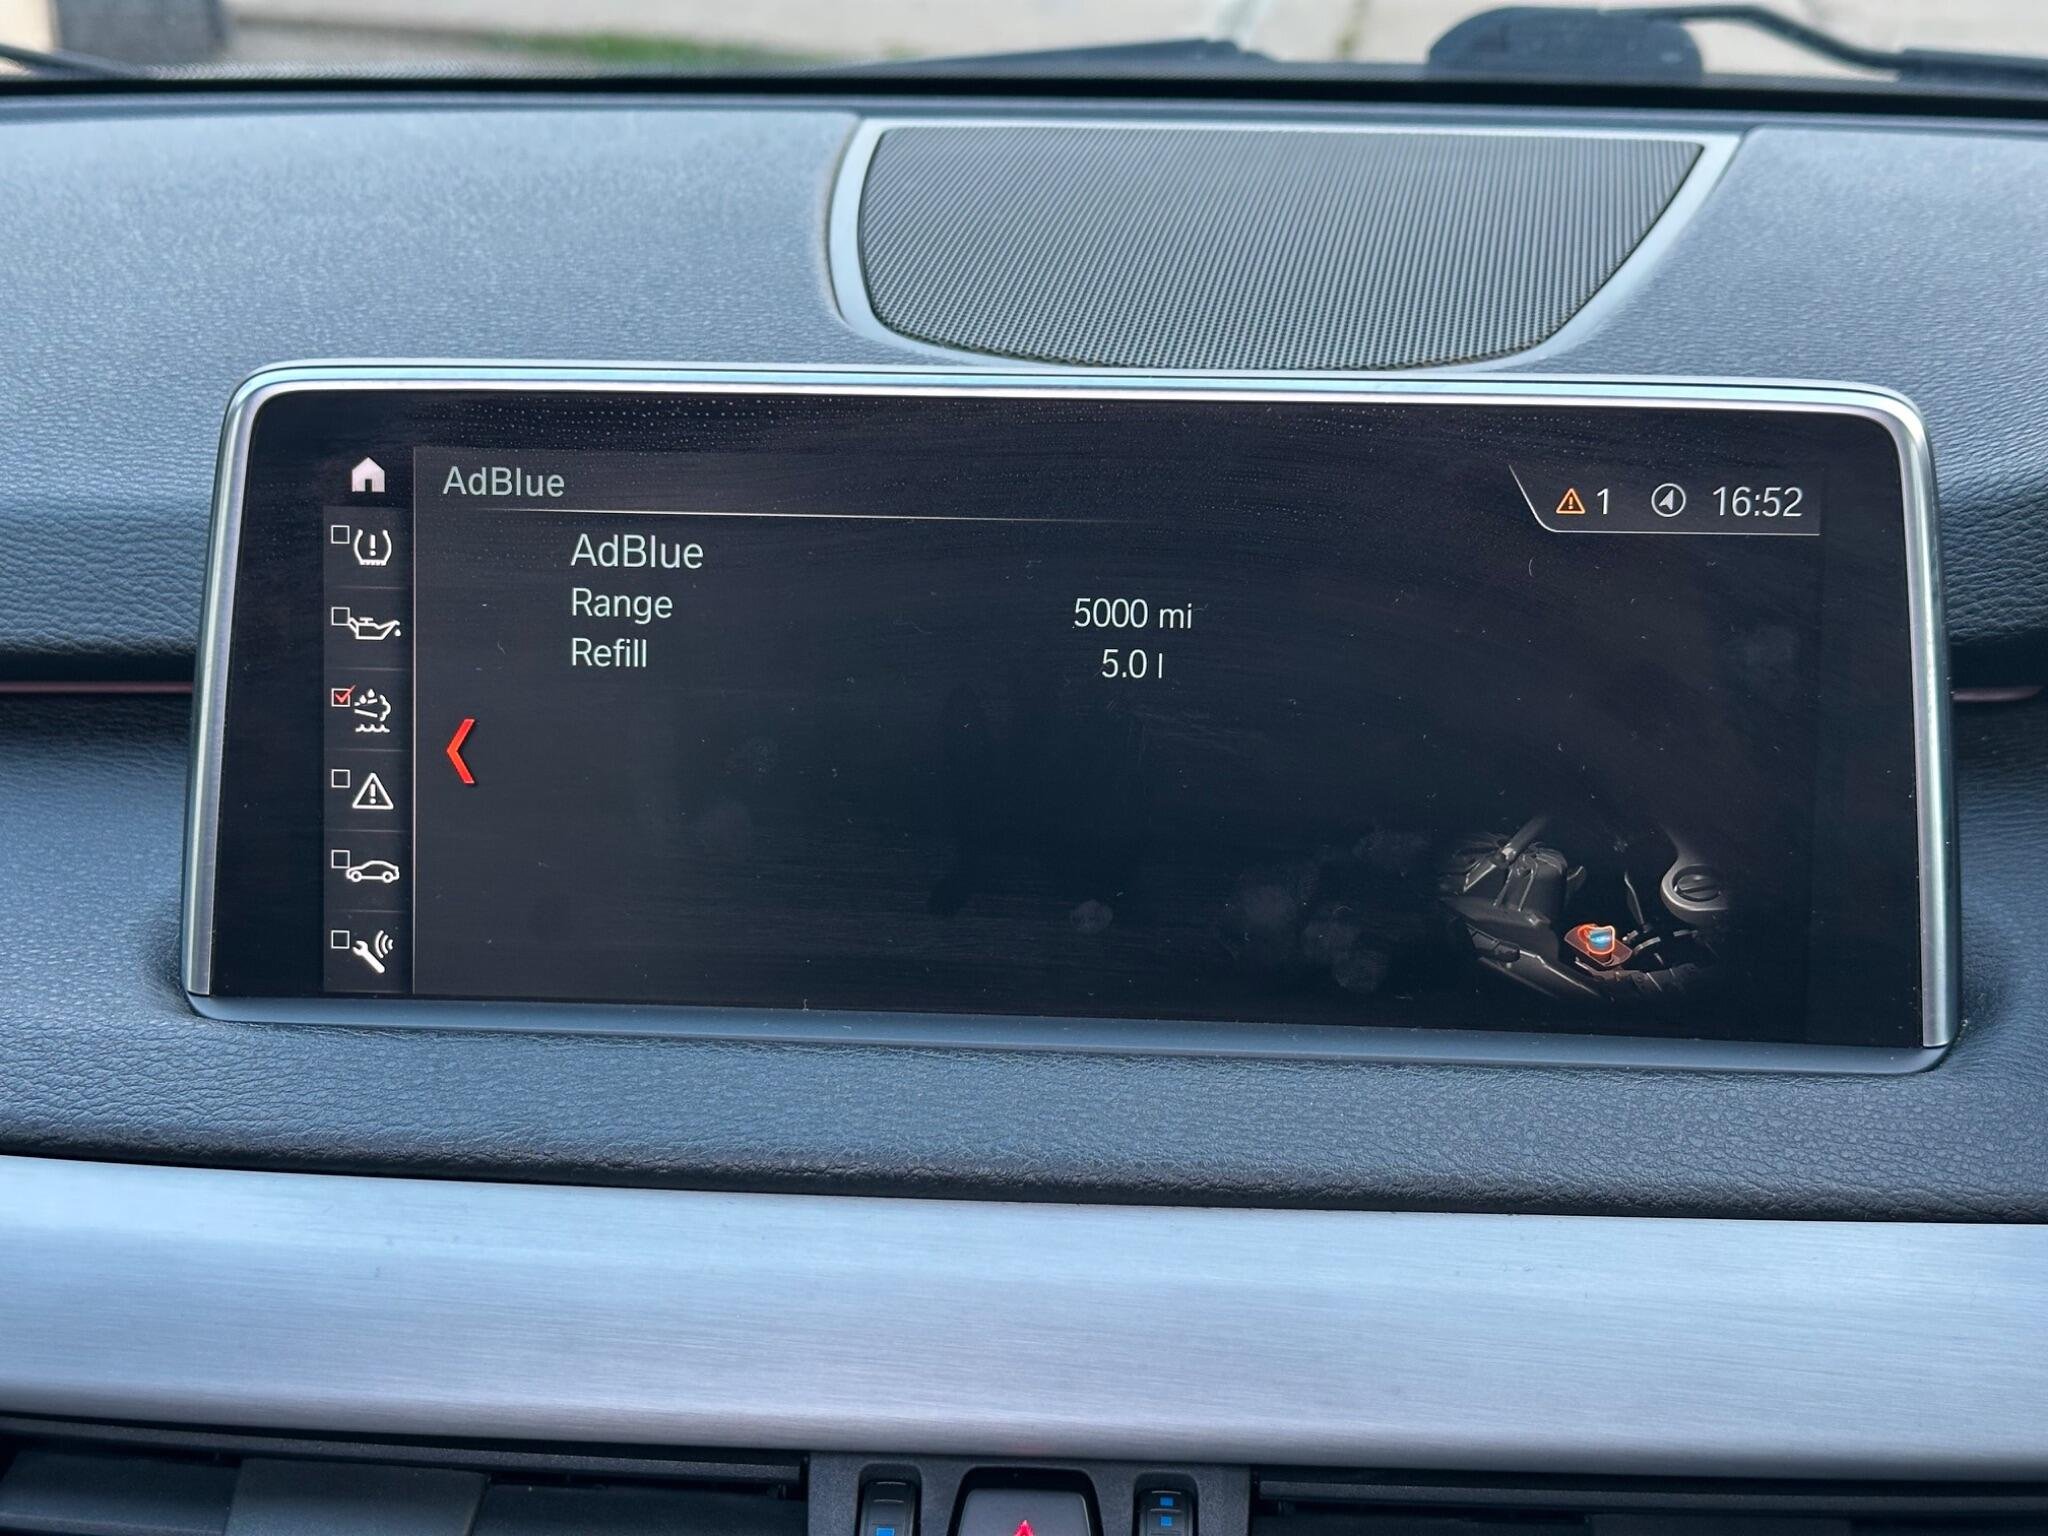 AdBlue
1 16:52
AdBlue
Range 5000 mi
Refill 5.0 l